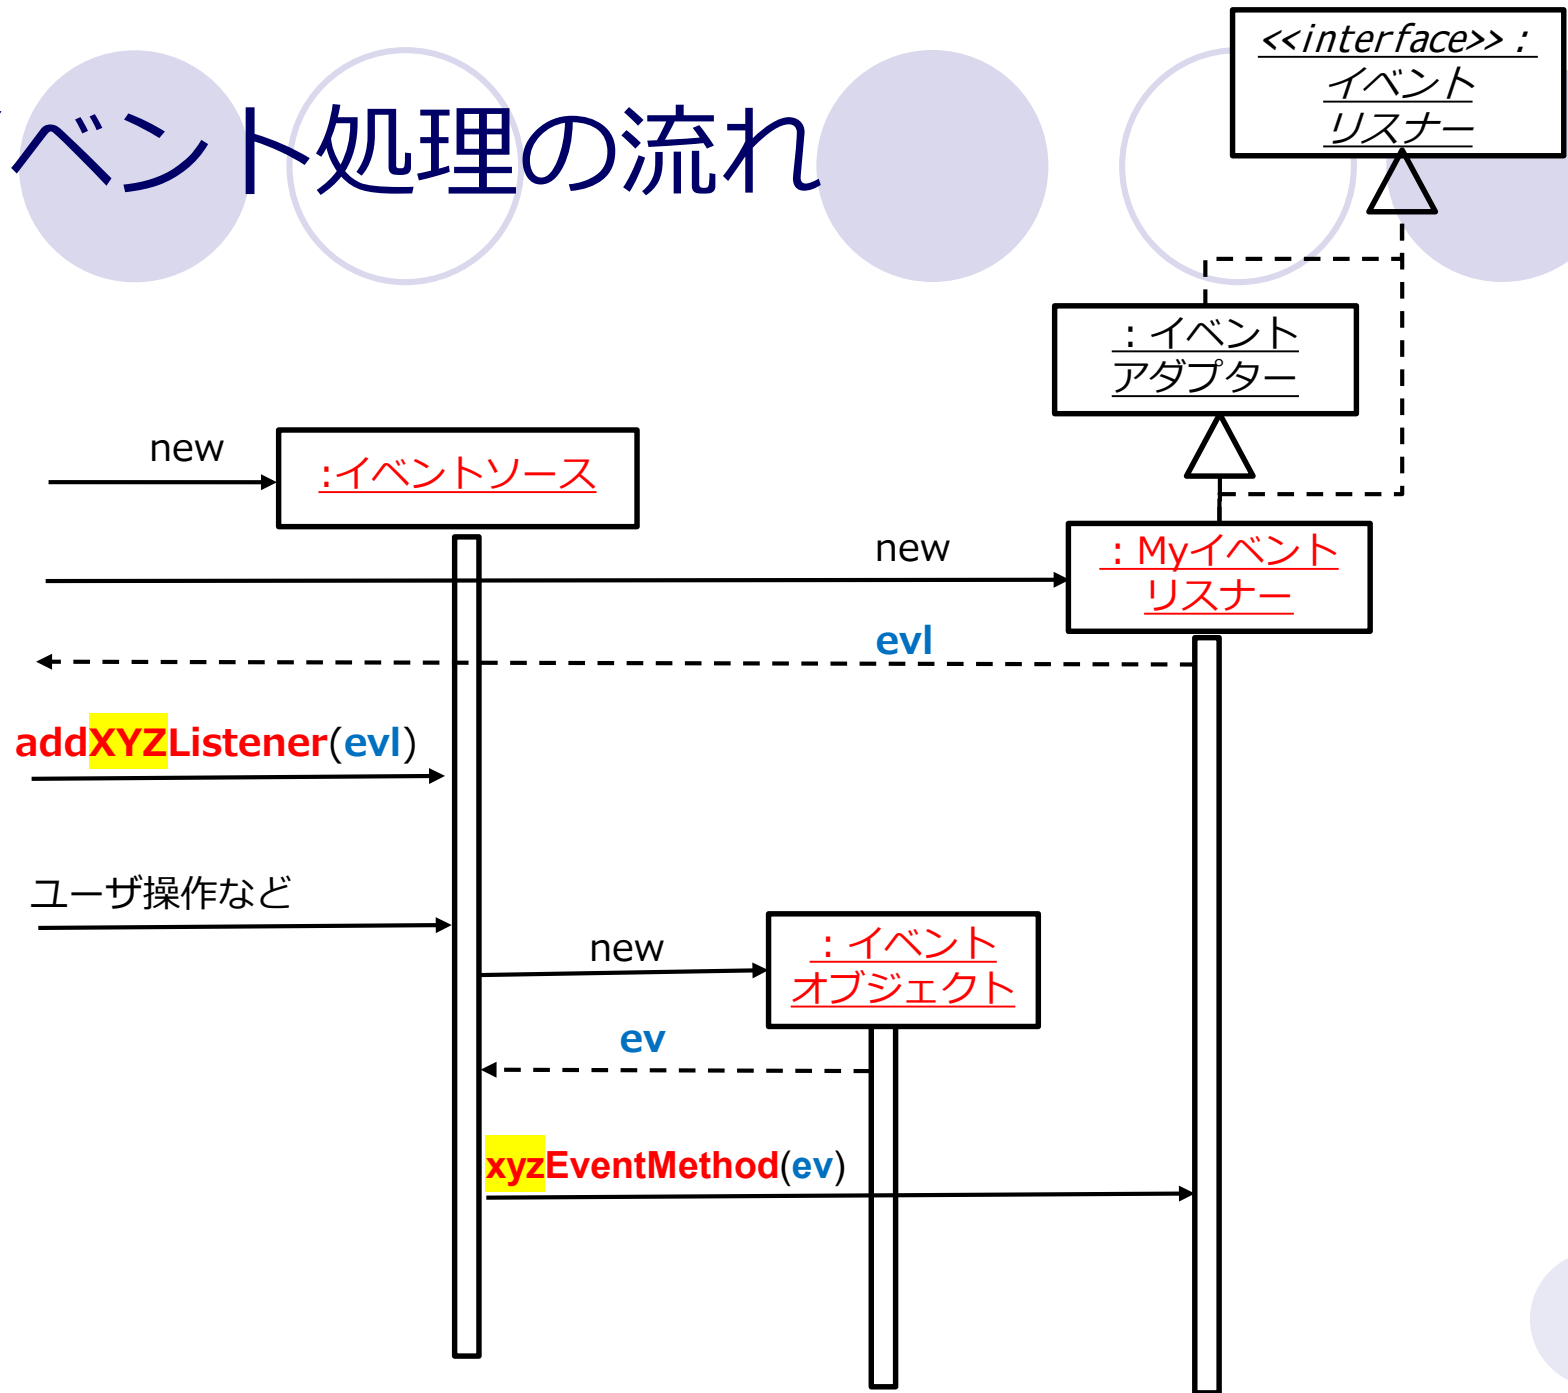 ベント処理の流れ
<<interface>>:
イベント
リスナー
:イベント
アダプター
new
:イベントソース
new
:Myイベント
リスナー
evl
addXYZListener(evl)
ユーザ操作など
new
:イベント
オブジェクト
ev
xyzEventMethod(ev)